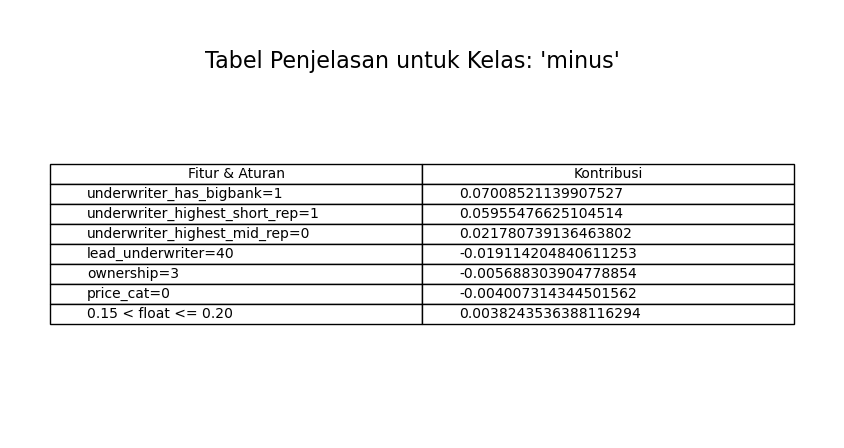 Tabel Penjelasan untuk Kelas: 'minus'
Fitur & Aturan Kontribusi
underwriter_has_bigbank=1 0.07008521139907527
underwriter_highest_short_rep=1 0.05955476625104514
underwriter_highest_mid_rep=0 0.021780739136463802
lead_underwriter=40 -0.019114204840611253
ownership=3 -0.005688303904778854
price_cat=0 -0.004007314344501562
0.15 < float <= 0.20 0.0038243536388116294